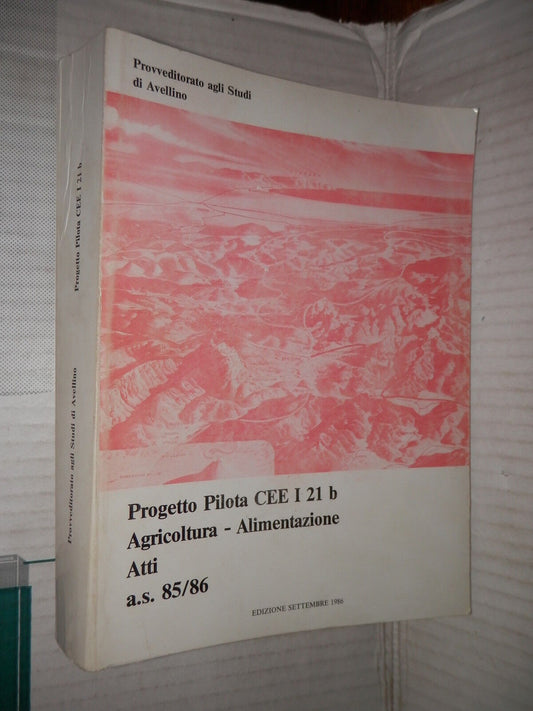 Provveditorato agli Studi
di Avellino
Progetto Pilota CEE I 21 b
Agricoltura - Alimentazione
Atti
a.s. 85/86
EDIZIONE SETTEMBRE 1986
Provveditorato agli Studi di Avellino
Progetto Pilota CEE I 21 b